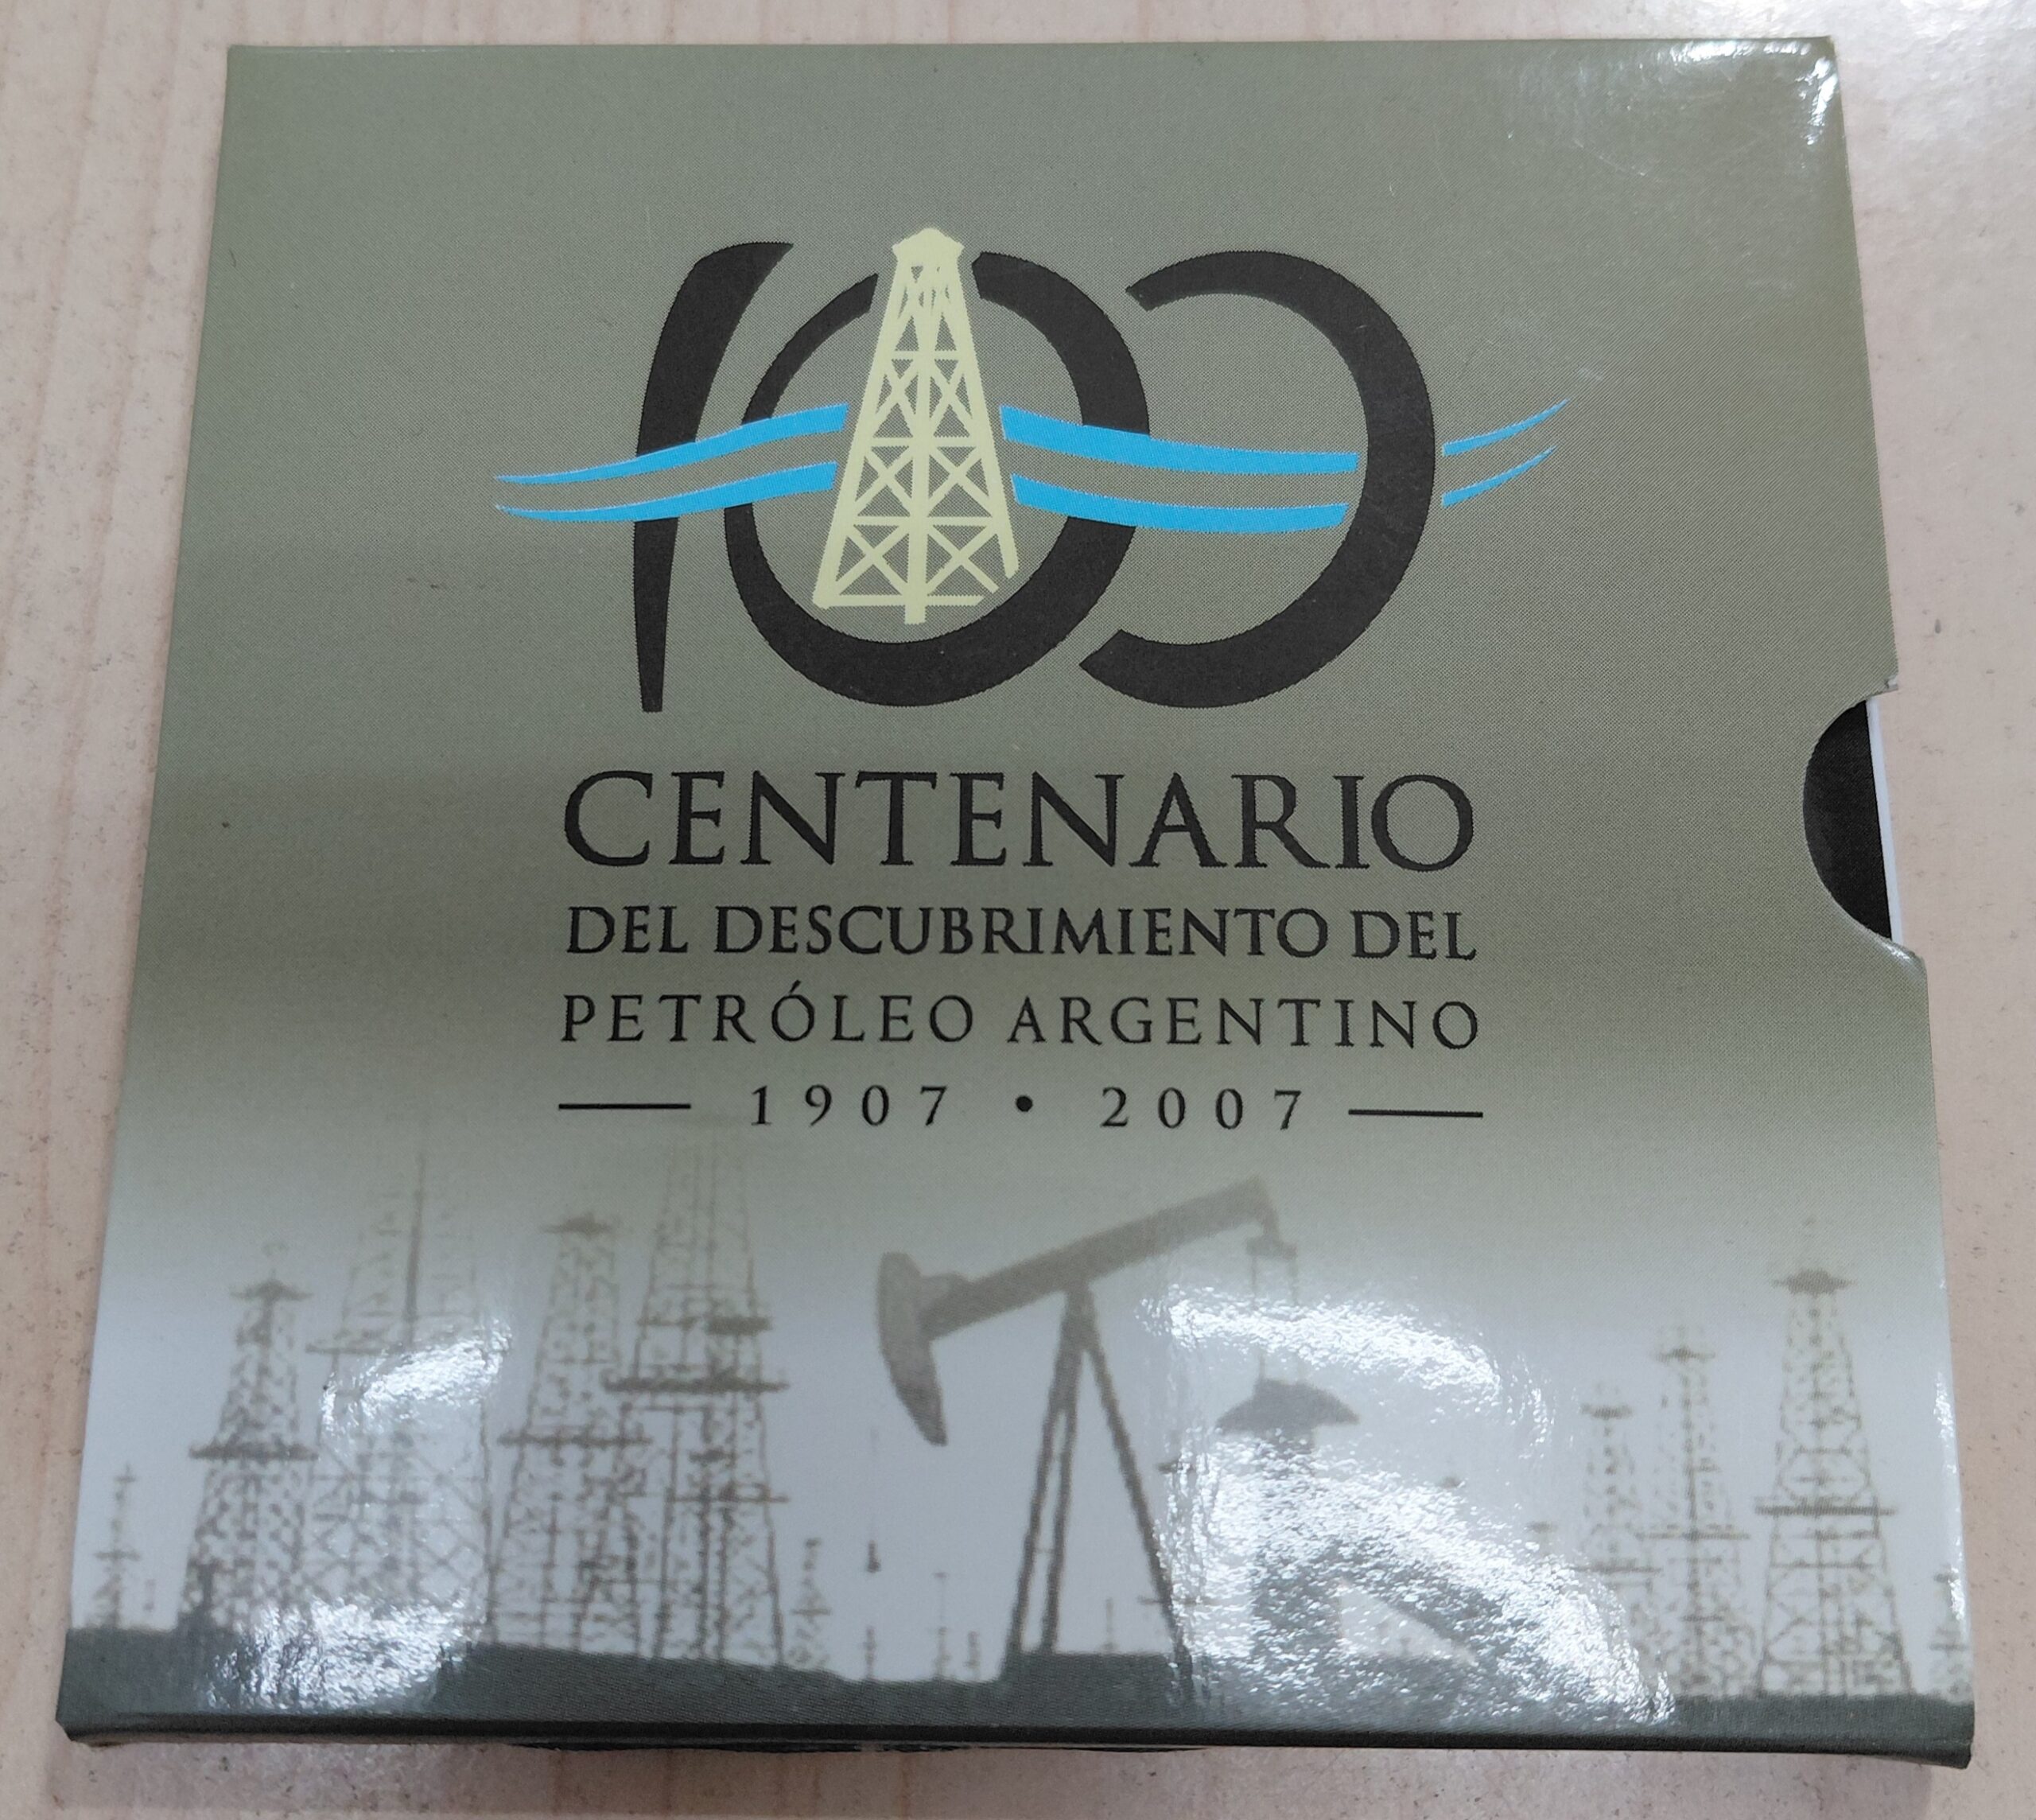 100
CENTENARIO
DEL DESCUBRIMIENTO DEL
PETRÓLEO ARGENTINO
1907 • 2007